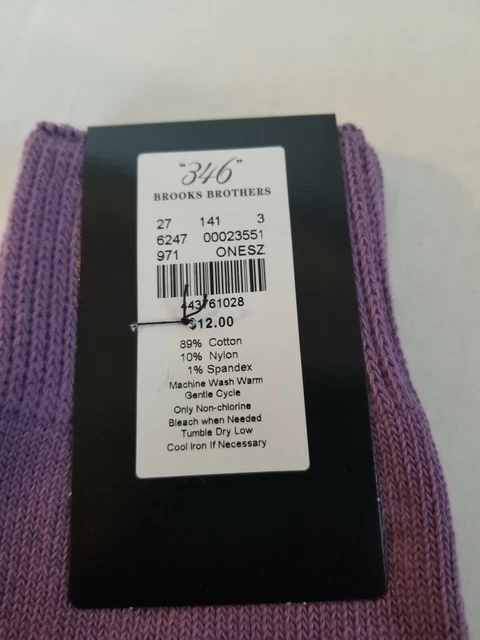 "346"
BROOKS BROTHERS
27 141 3
6247 00023551
971 ONESZ
443761028
$12.00
89% Cotton
10% Nylon
1% Spandex
Machine Wash Warm
Gentle Cycle
Only Non-chlorine
Bleach when Needed
Tumble Dry Low
Cool Iron If Necessary